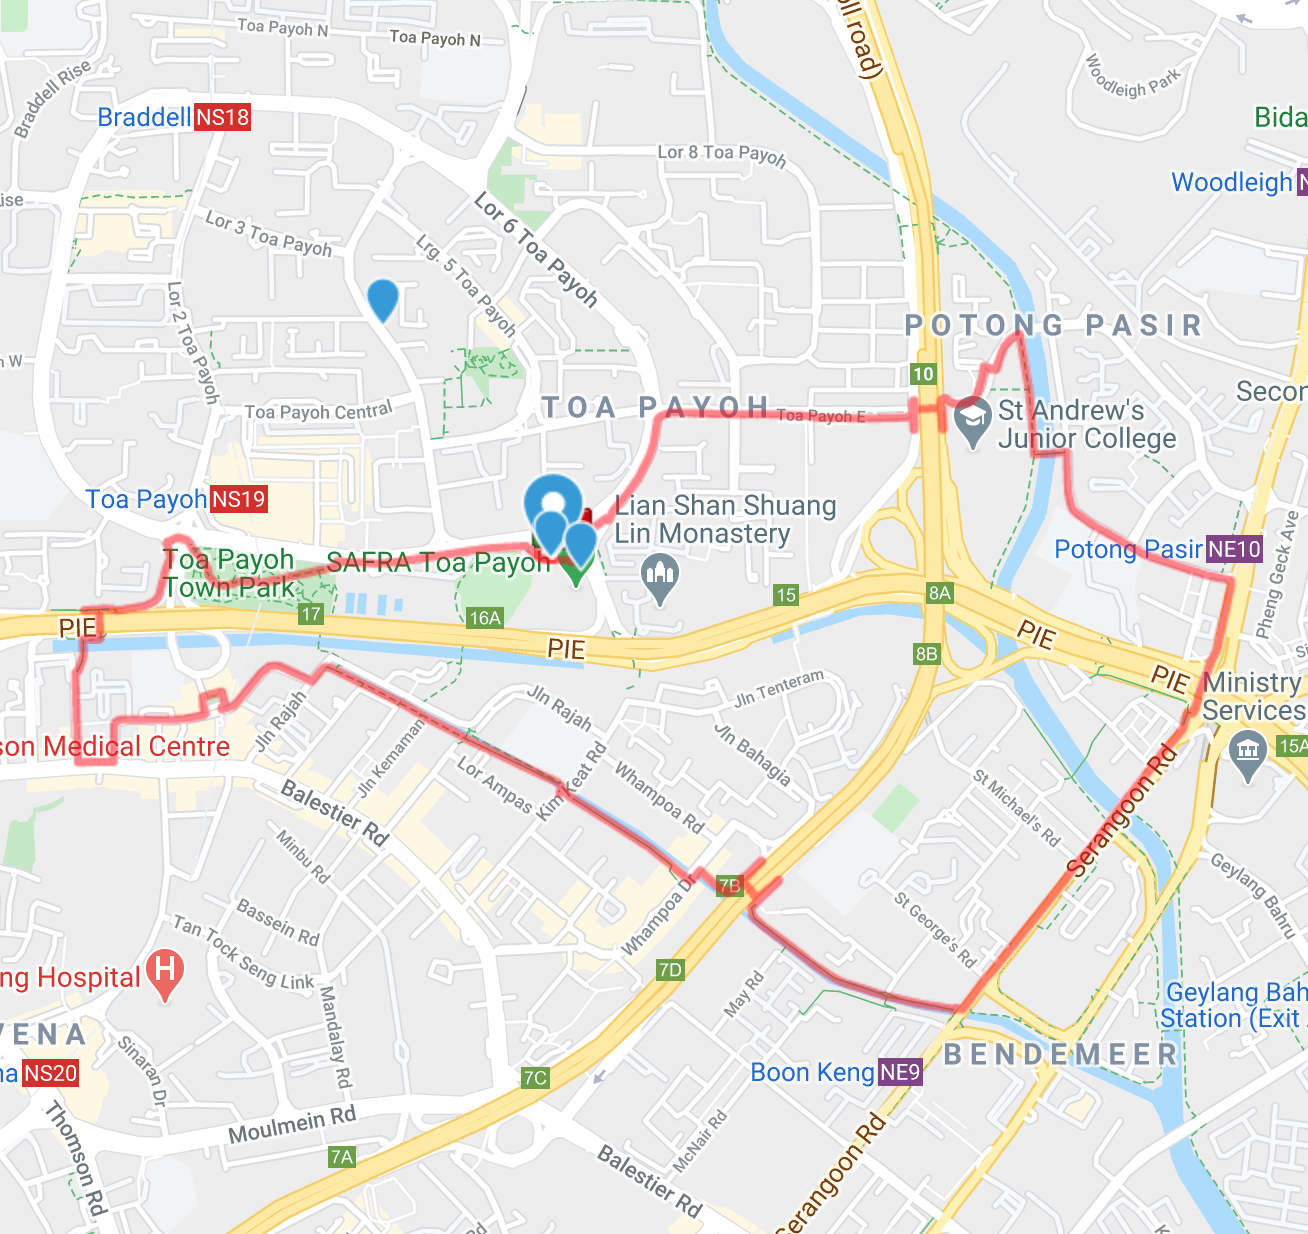 Toa Payoh N
Toa Payoh N
oll road)
Woodleigh Park
Braddell Rise
Braddell NS18
Bida
Lor 8 Toa Payoh
Woodleigh N
ise
Lor 3 Toa Payoh
Lor 6 Toa Payoh
Lrg. 5 Toa Payoh
Lor 2 Toa Payoh
POTONG PASIR
n W
10
Secon
Toa Payoh Central
TOA PAYOH
Toa Payoh E
St Andrew's
Junior College
Toa Payoh NS19
Lian Shan Shuang
Lin Monastery
Potong Pasir NE10
Pheng Geck Ave
Toa Payoh
Town Park
SAFRA Toa Payoh
17
16A
15
8A
PIE
PIE
PIE
8B
PIE
Si
Ministry
Services
Jln Rajah
Jln Rajah
Jln Tenteram
Jln Bahagia
son Medical Centre
15A
Jln Kemaman
Lor Ampas
Kim Keat Rd
Whampoa Rd
St Michael's Rd
Serangoon Rd
Balestier Rd
Minbu Rd
7B
Geylang Bahru
Bassein Rd
Whampoa Dr
St George's Rd
Tan Tock Seng Link
ng Hospital
H
7D
May Rd
Geylang Bah
Station (Exit
VENA
Mandalay Rd
Sinaran Dr
BENDEMEER
na NS20
7C
Boon Keng NE9
Thomson Rd
Moulmein Rd
McNair Rd
7A
Balestier Rd
Serangoon Rd